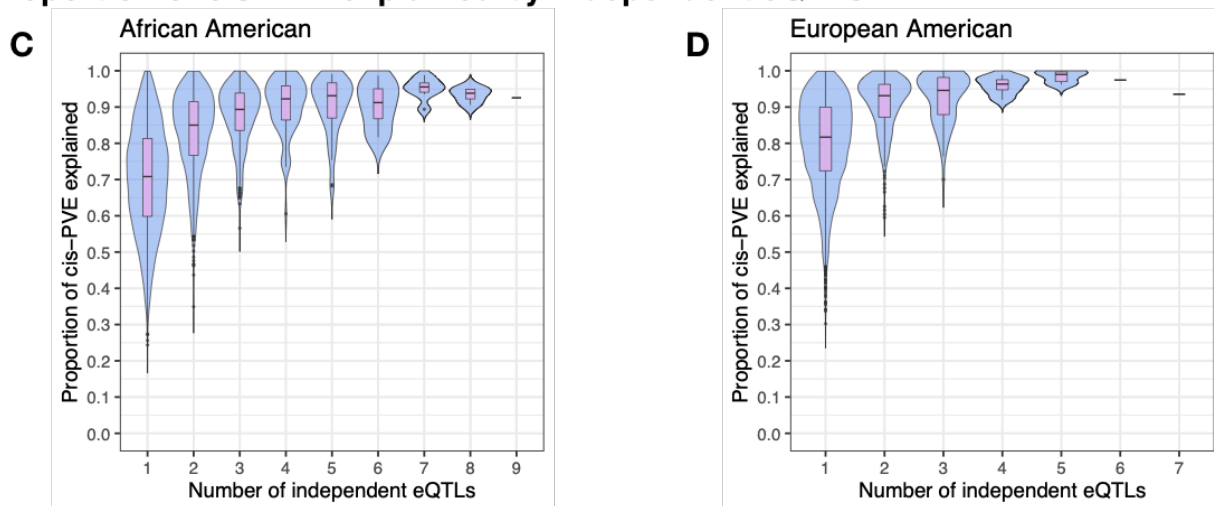 C
African American
Proportion of cis−PVE explained
1.0
0.9
0.8
0.7
0.6
0.5
0.4
0.3
0.2
0.1
0.0
1 2 3 4 5 6 7 8 9
Number of independent eQTLs
D
European American
Proportion of cis−PVE explained
1.0
0.9
0.8
0.7
0.6
0.5
0.4
0.3
0.2
0.1
0.0
1 2 3 4 5 6 7
Number of independent eQTLs